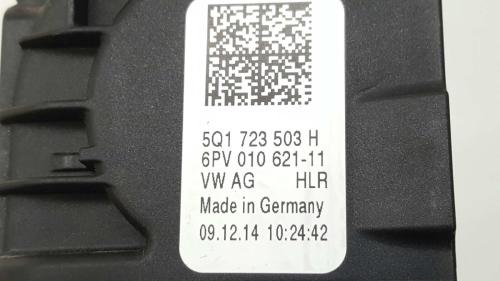 5Q1 723 503 H
6PV 010 621-11
VW AG HLR
Made in Germany
09.12.14 10:24:42